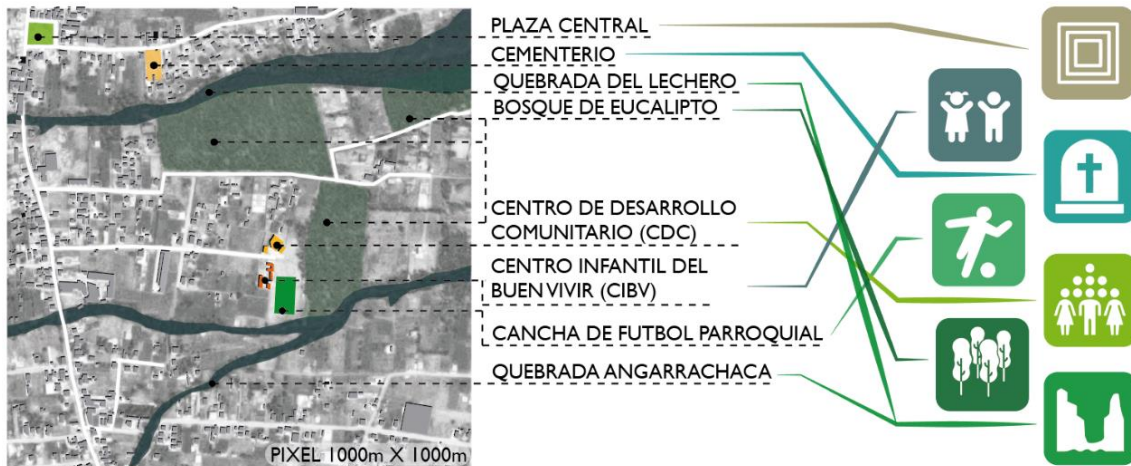 PLAZA CENTRAL
CEMENTERIO
QUEBRADA DEL LECHERO
BOSQUE DE EUCALIPTO
CENTRO DE DESARROLLO
COMUNITARIO (CDC)
CENTRO INFANTIL DEL
BUEN VIVIR (CIBV)
CANCHA DE FUTBOL PARROQUIAL
QUEBRADA ANGARRACHACA
PIXEL 1000m X 1000m